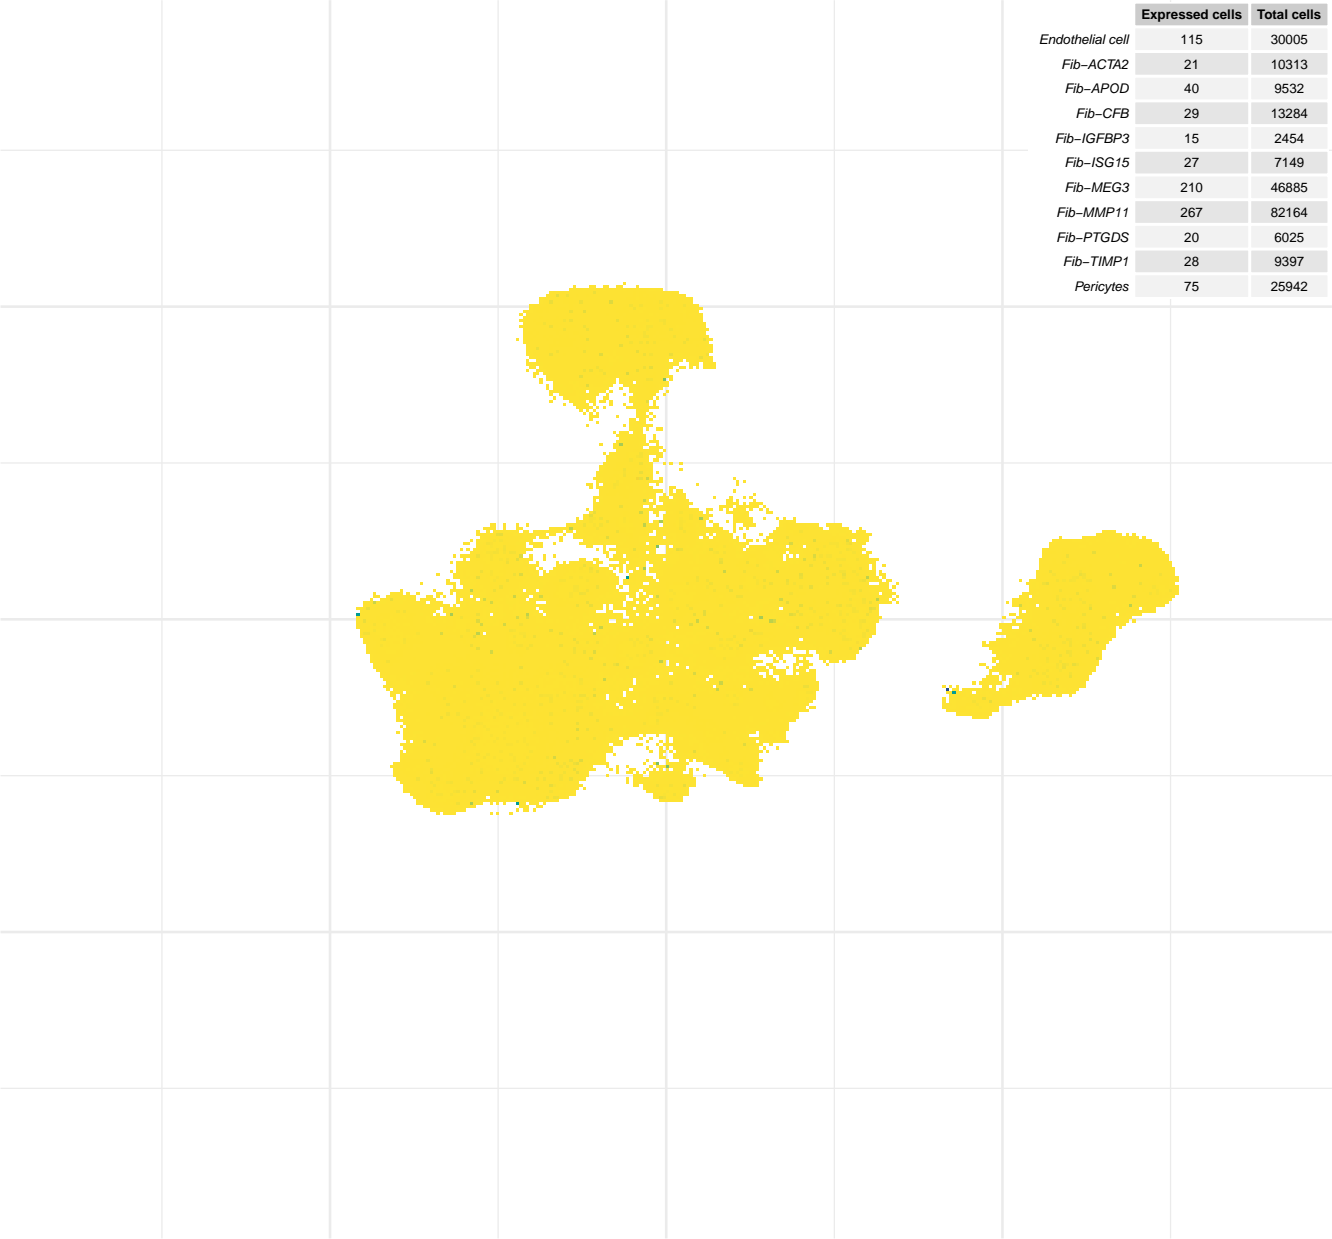 Expressed cells Total cells
Endothelial cell 115 30005
Fib−ACTA2 21 10313
Fib−APOD 40 9532
Fib−CFB 29 13284
Fib−IGFBP3 15 2454
Fib−ISG15 27 7149
Fib−MEG3 210 46885
Fib−MMP11 267 82164
Fib−PTGDS 20 6025
Fib−TIMP1 28 9397
Pericytes 75 25942